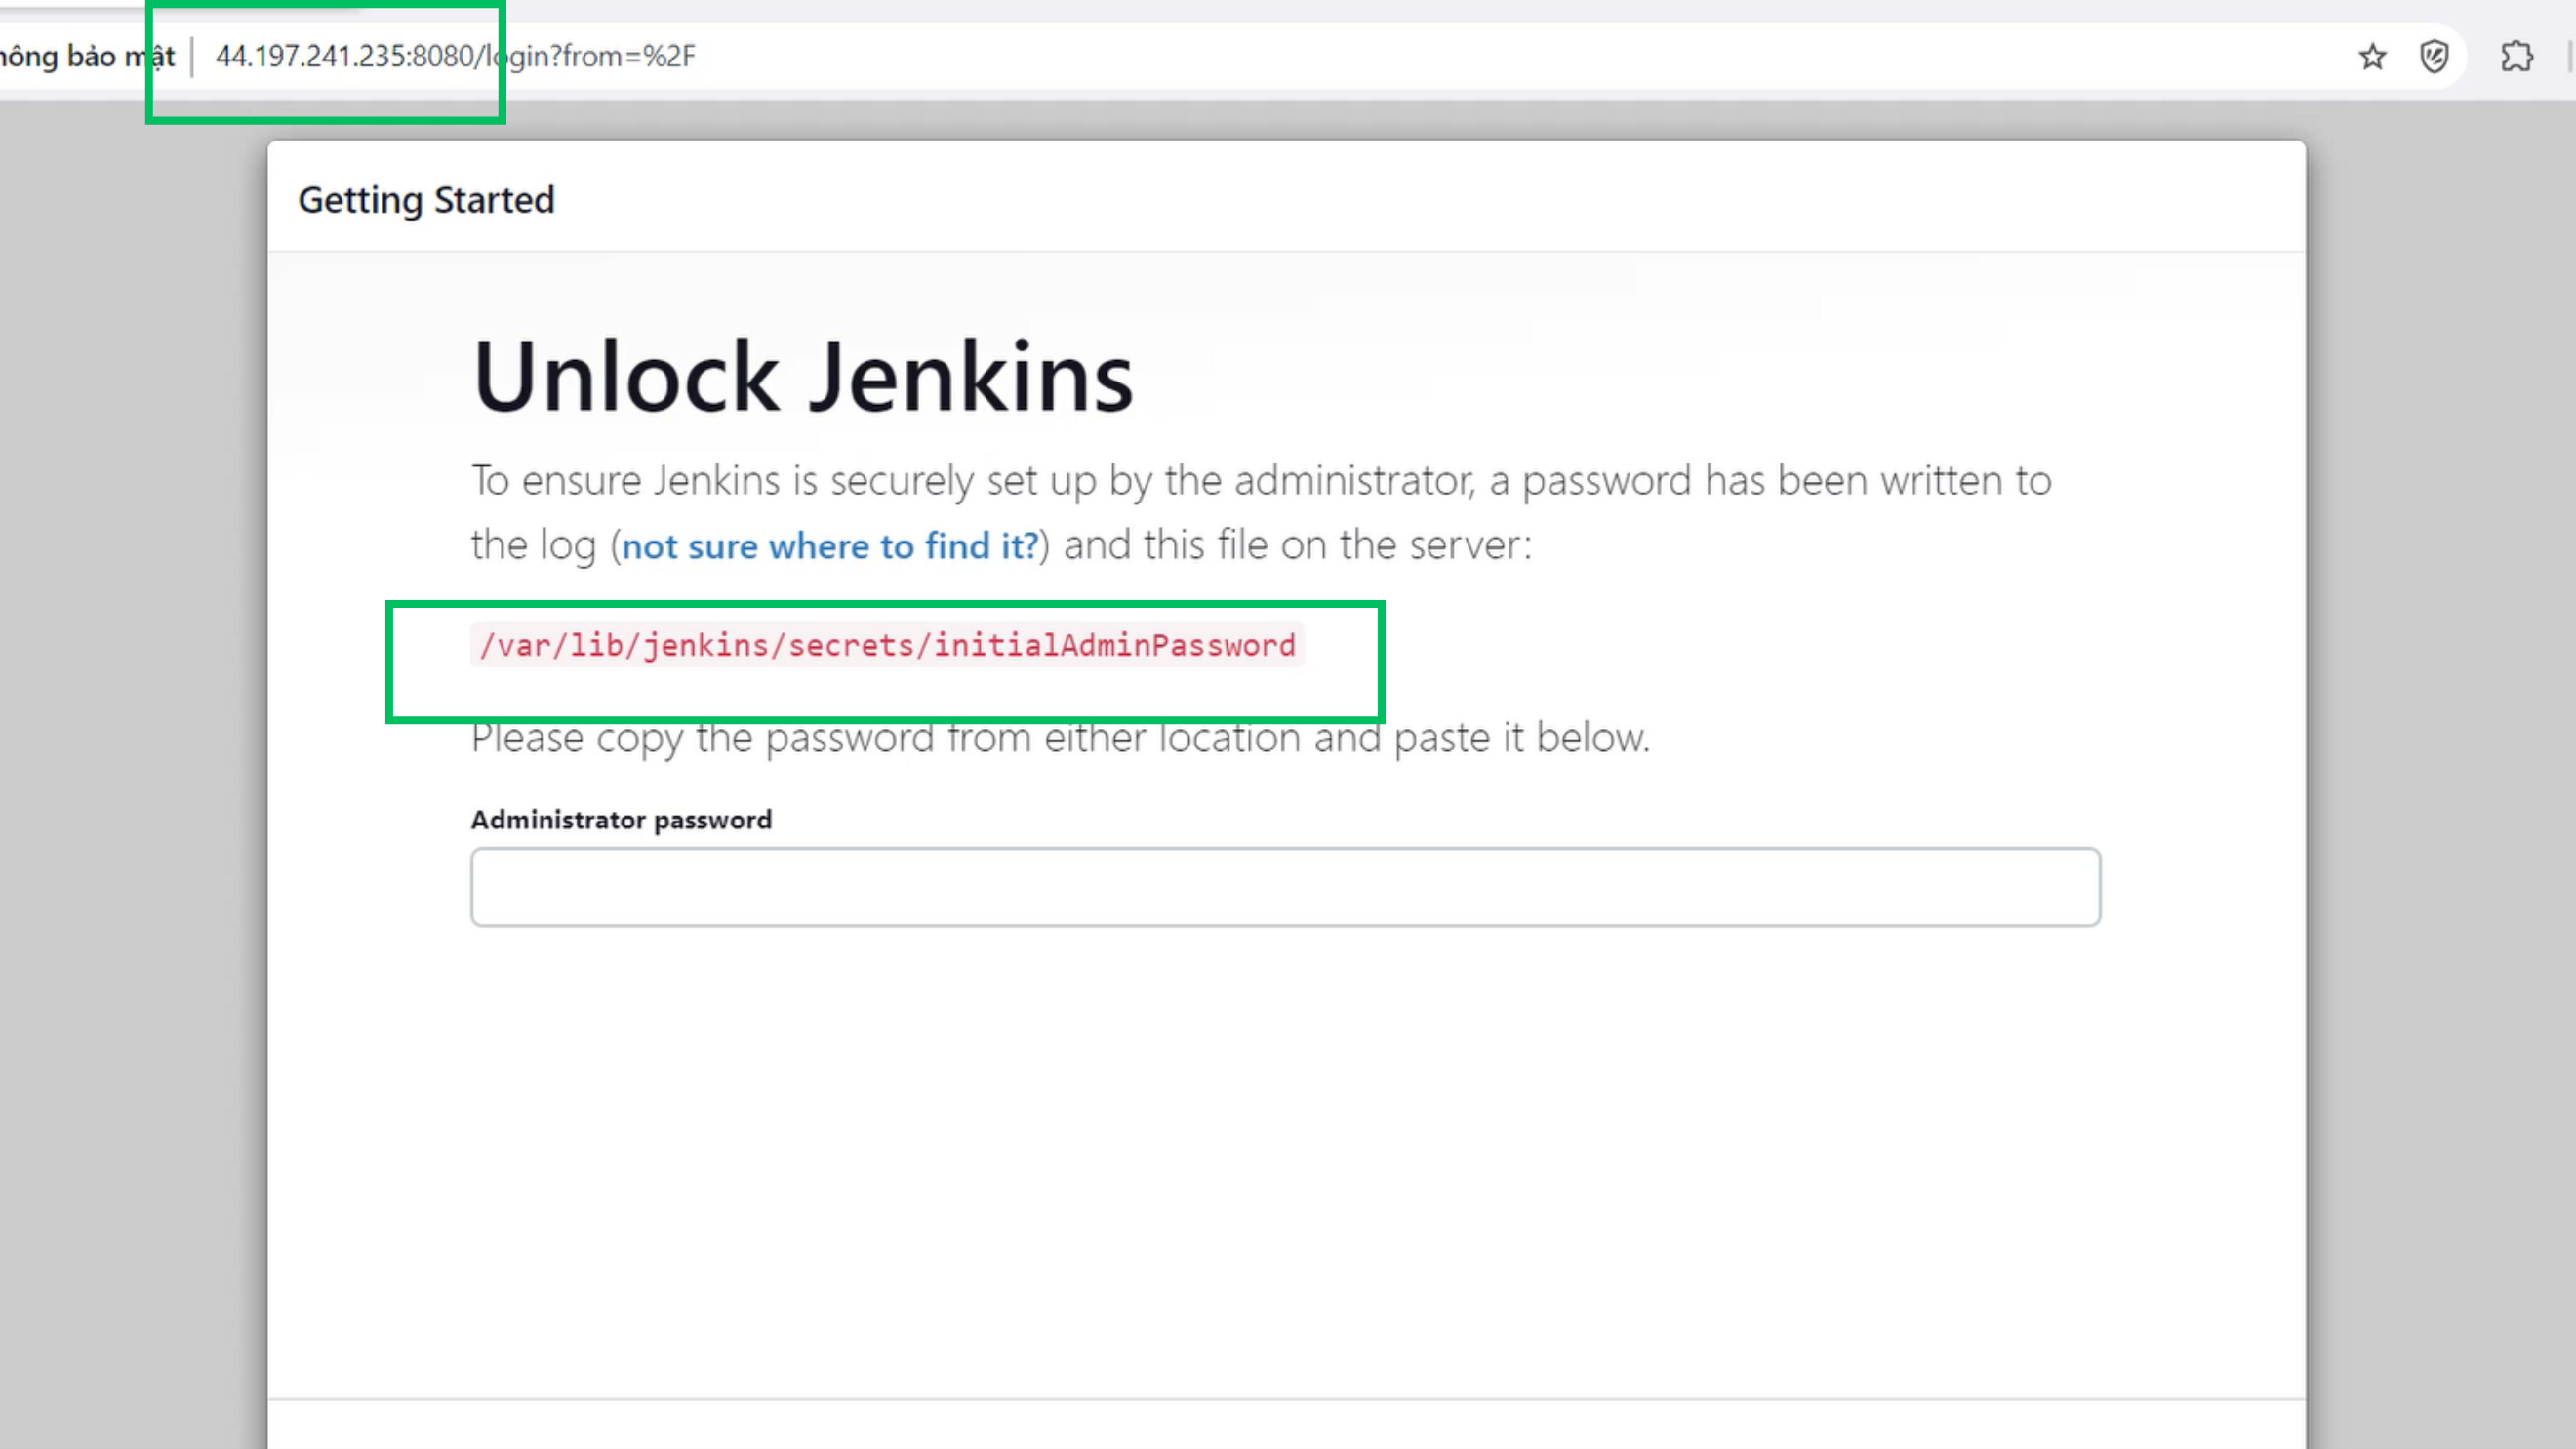 bảo mật
44.197.241.235:8080/login?from=%2F
Getting Started
Unlock Jenkins
To ensure Jenkins is securely set up by the administrator, a password has been written to
the log (not sure where to find it?) and this file on the server:
/var/lib/jenkins/secrets/initialAdminPassword
Please copy the password from either location and paste it below.
Administrator password